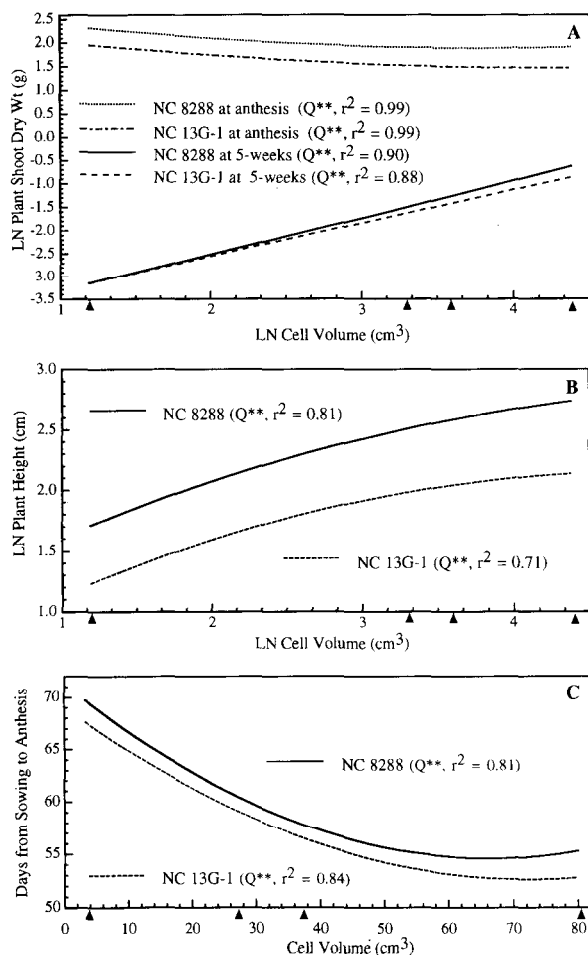 A
LN Plant Shoot Dry Wt (g)
2.5
2.0
1.5
1.0
0.5
0.0
-0.5
-1.0
-1.5
-2.0
-2.5
3.0
-3.5
NC 8288 at anthesis (Q**, r2 = 0.99)
NC 13G-1 at anthesis (Q**, r2 = 0.99)
NC 8288 at 5-weeks (Q**, r2 = 0.90)
NC 13G-1 at 5-weeks (Q**, r2 = 0.88)
1 2 3 4
LN Cell Volume (cm3)
B
LN Plant Height (cm)
3.0
2.5
2.0
1.5
1.0
NC 8288 (Q**, r2 = 0.81)
NC 13G-1 (Q**, r2 = 0.71)
1 2 3 4
LN Cell Volume (cm3)
C
Days from Sowing to Anthesis
70
65
60
55
50
NC 8288 (Q**, r2 = 0.81)
NC 13G-1 (Q**, r2 = 0.84)
0 10 20 30 40 50 60 70 80
Cell Volume (cm3)